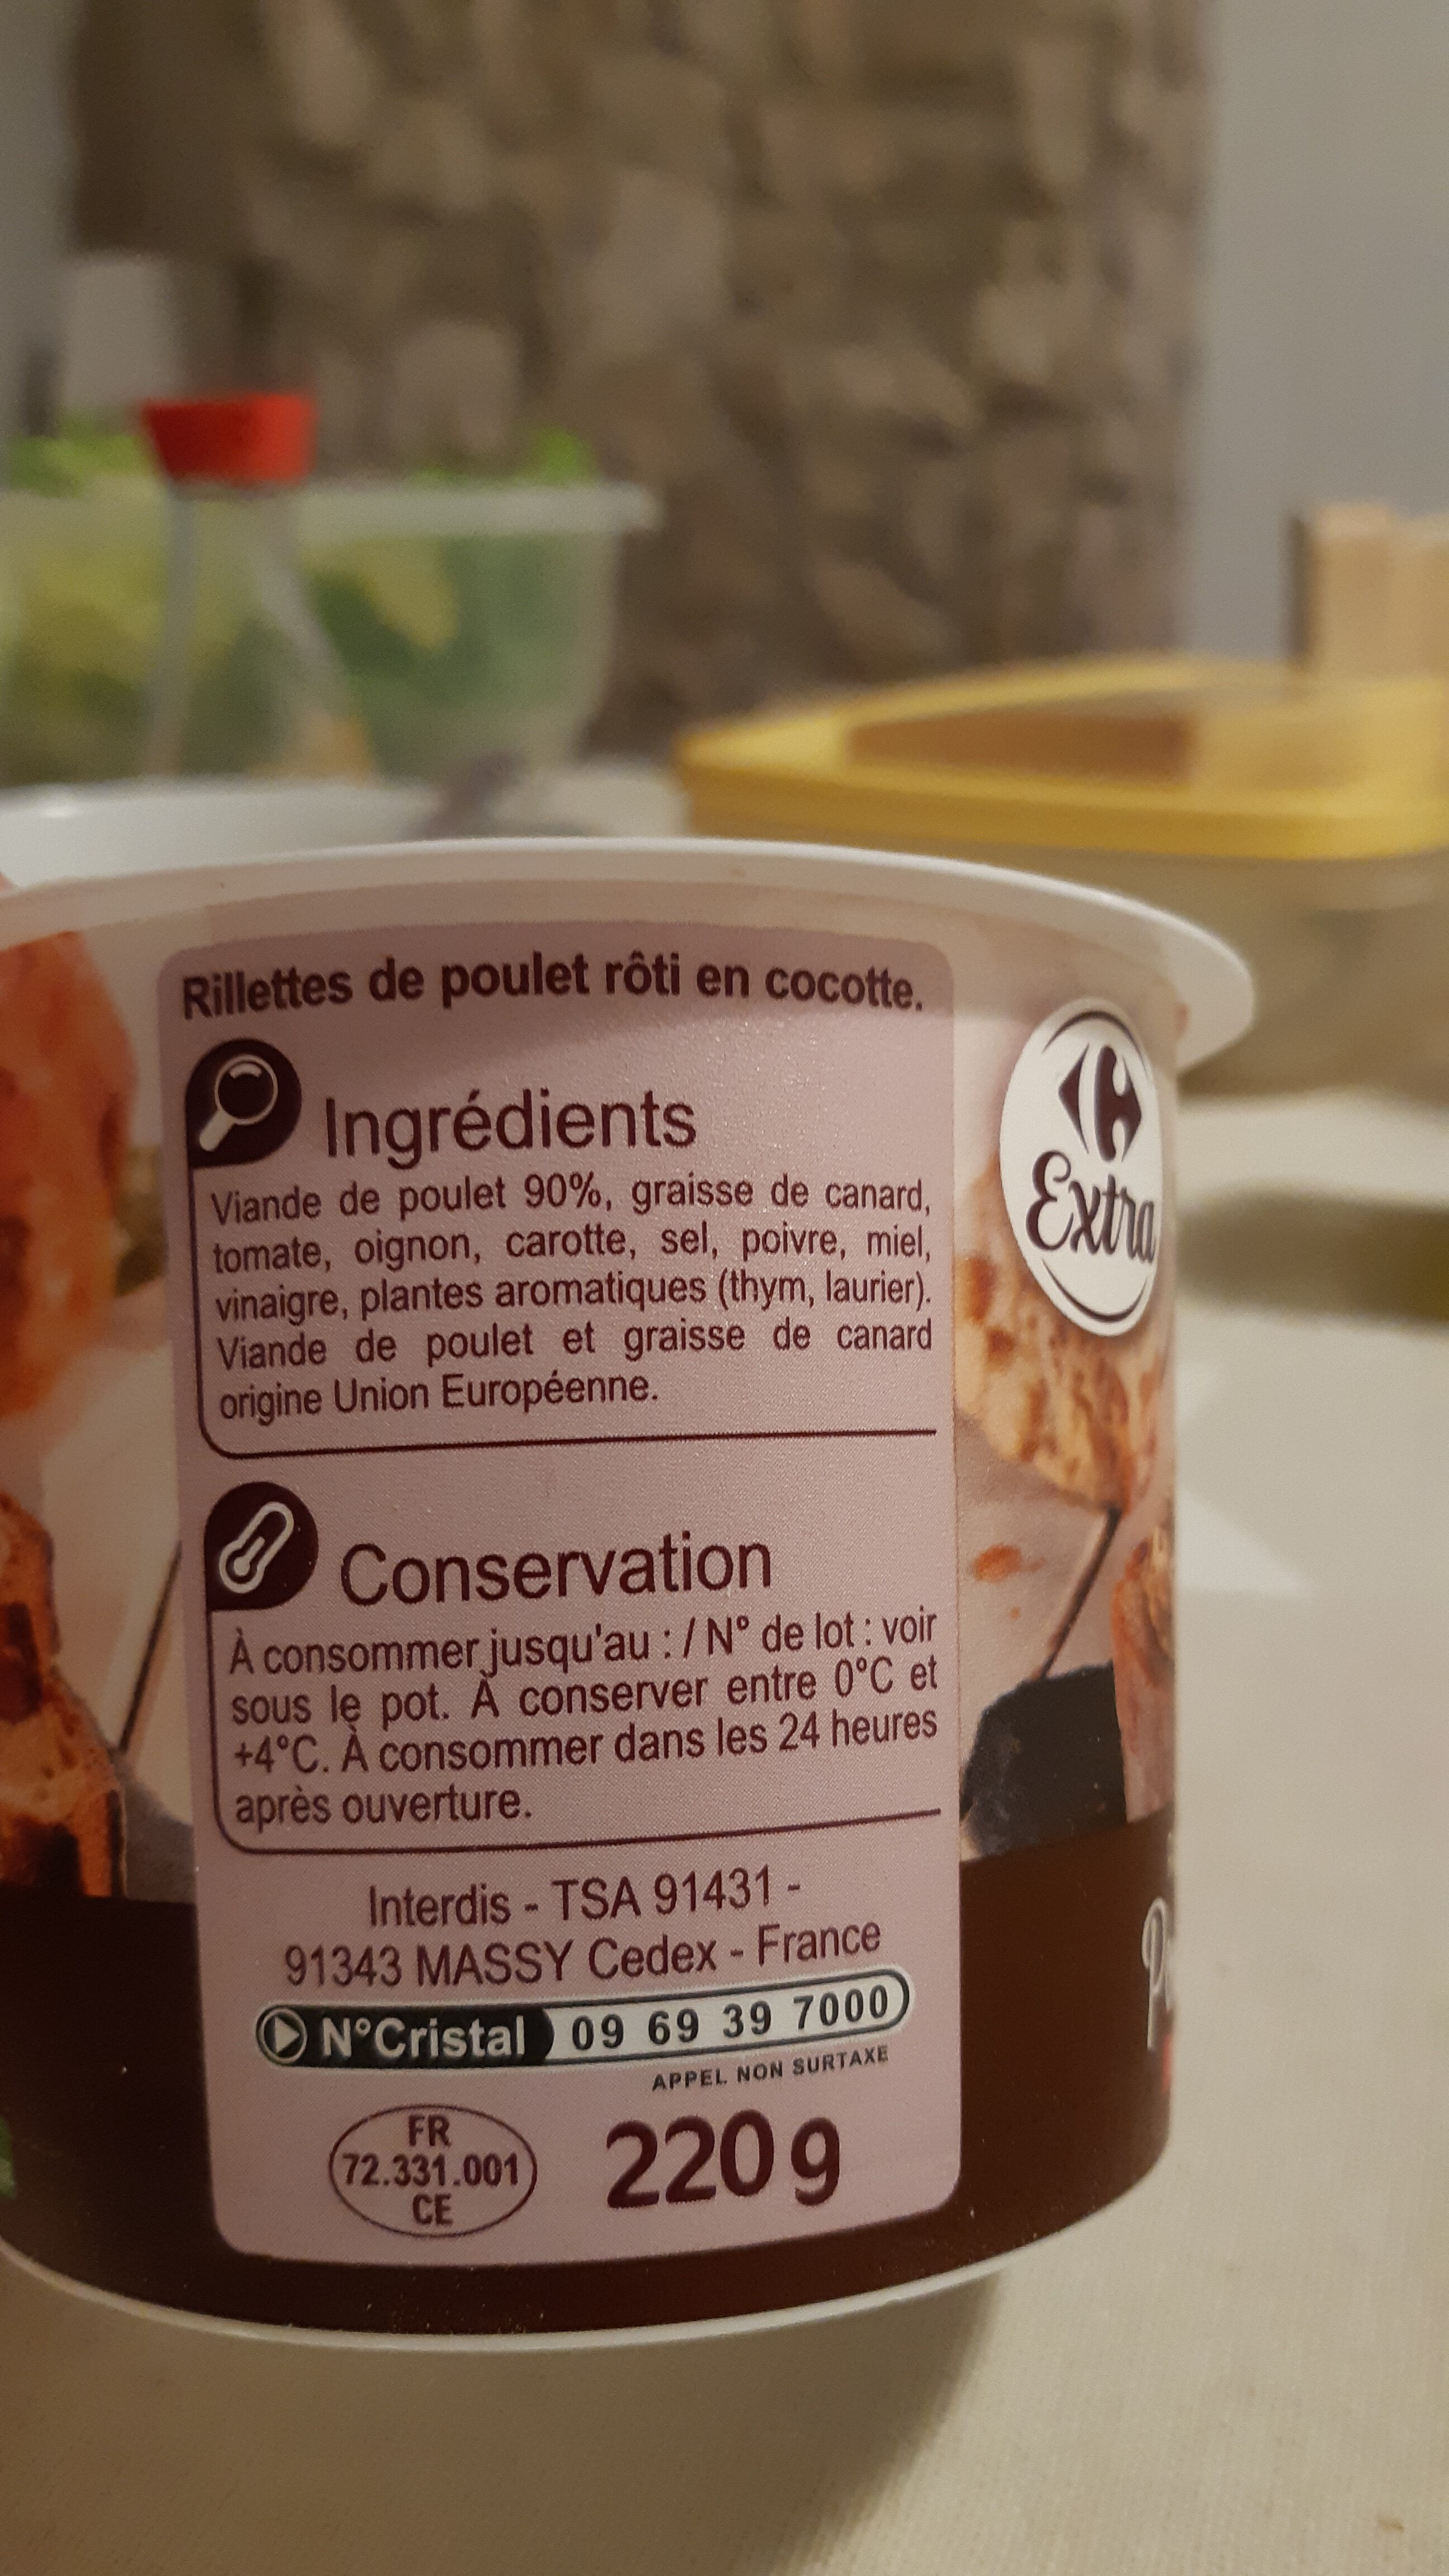 Rillettes de poulet rôti en cocotte.
Ingrédients
Viande de poulet 90%, graisse de canard,
tomate, oignon, carotte, sel, poivre, miel,
vinaigre, plantes aromatiques (thym, laurier).
Viande de poulet et graisse de canard
origine Union Européenne.
Extra
Conservation
À consommer jusqu'au : / N° de lot : voir
sous le pot. À conserver entre 0°C et
+4°C. À consommer dans les 24 heures
après ouverture.
Interdis - TSA 91431 -
91343 MASSY Cedex - France
N°Cristal 09 69 39 7000
APPEL NON SURTAXE
FR
72.331.001
CE
220 g